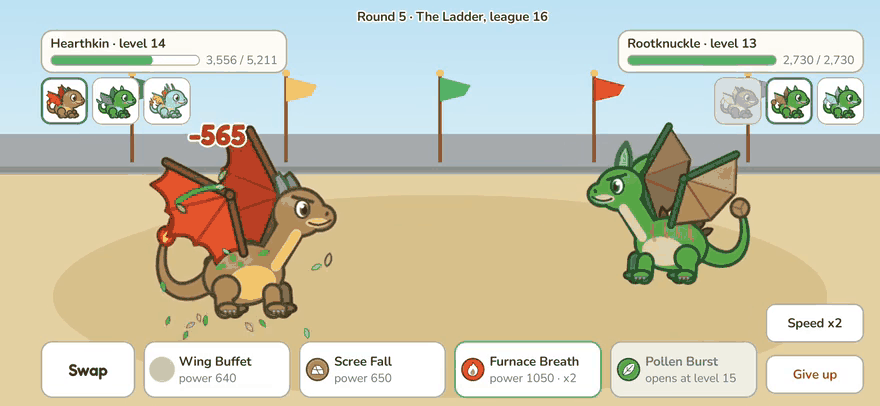 Round 5 · The Ladder, league 16
Hearthkin · level 14
3,556 / 5,211
Rootknuckle · level 13
2,730 / 2,730
-565
Speed x2
Swap
Wing Buffet
power 640
Scree Fall
power 650
Furnace Breath
power 1050 · x2
Pollen Burst
opens at level 15
Give up